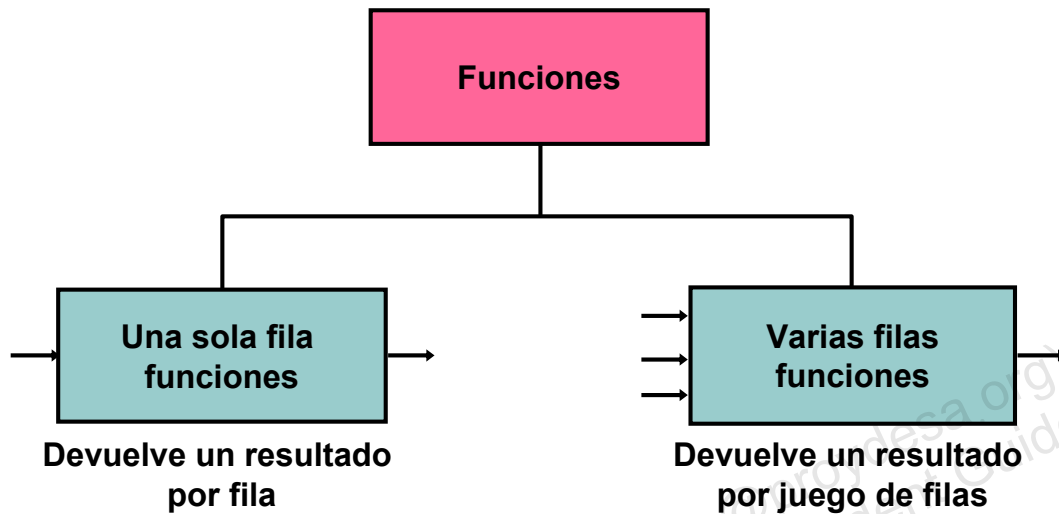 Funciones
Una sola fila
funciones
Devuelve un resultado
por fila
Varias filas
funciones
Devuelve un resultado
por juego de filas